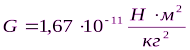 G = 1,67 · 10⁻¹¹ Н · м² / кг²